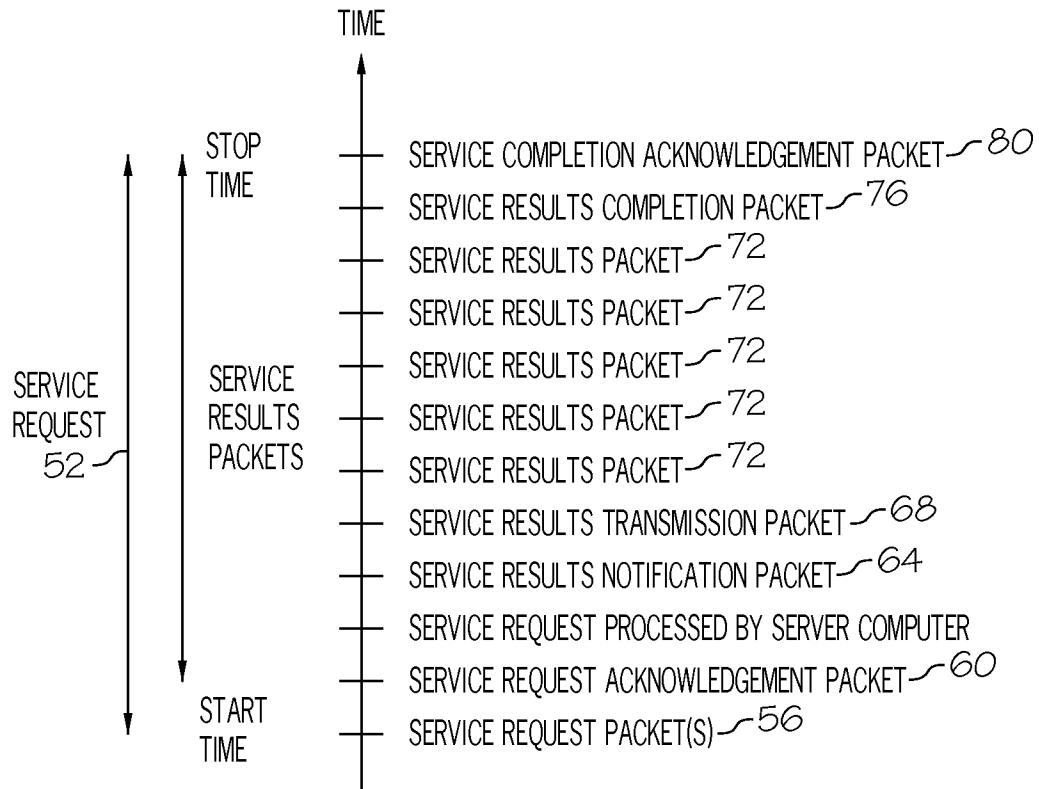 TIME
STOP
TIME
SERVICE COMPLETION ACKNOWLEDGEMENT PACKET 80
SERVICE RESULTS COMPLETION PACKET 76
SERVICE RESULTS PACKET 72
SERVICE RESULTS PACKET 72
SERVICE RESULTS PACKET 72
SERVICE RESULTS PACKET 72
SERVICE RESULTS PACKET 72
SERVICE
REQUEST
52
SERVICE
RESULTS
PACKETS
SERVICE RESULTS TRANSMISSION PACKET 68
SERVICE RESULTS NOTIFICATION PACKET 64
SERVICE REQUEST PROCESSED BY SERVER COMPUTER
SERVICE REQUEST ACKNOWLEDGEMENT PACKET 60
START
TIME
SERVICE REQUEST PACKET(S) 56